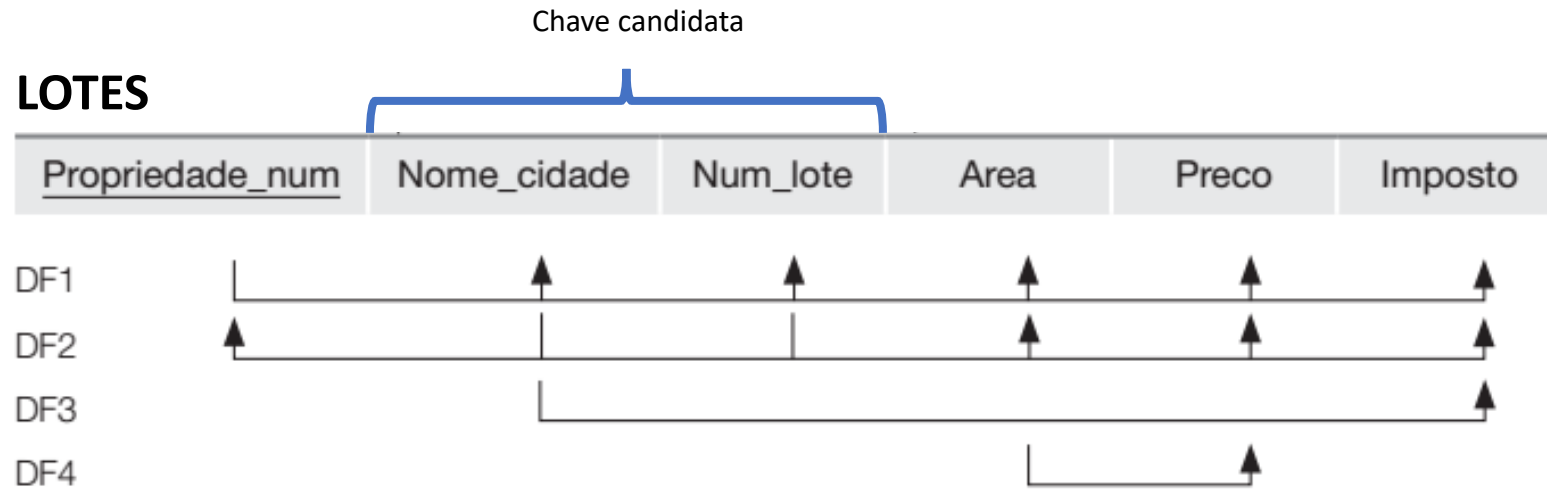 Chave candidata
LOTES
Propriedade_num Nome_cidade Num_lote Area Preco Imposto
DF1
DF2
DF3
DF4